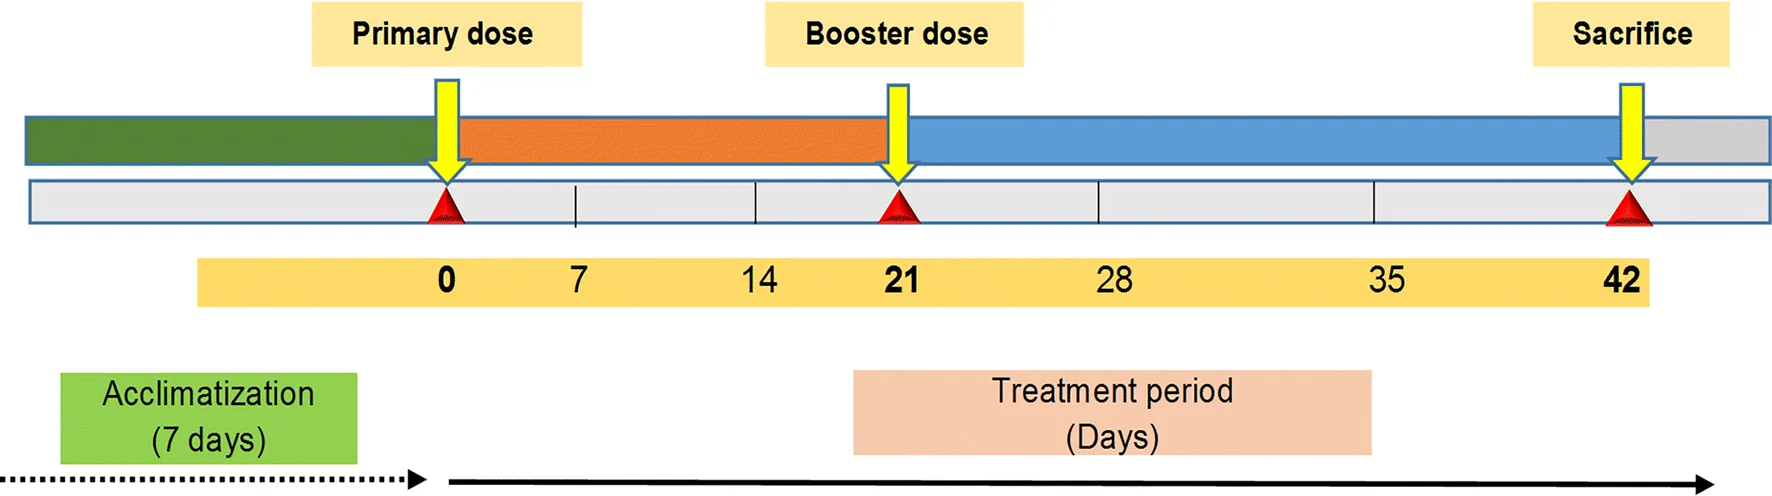 Primary dose
Booster dose
Sacrifice
0 7 14 21 28 35 42
Acclimatization
(7 days)
Treatment period
(Days)